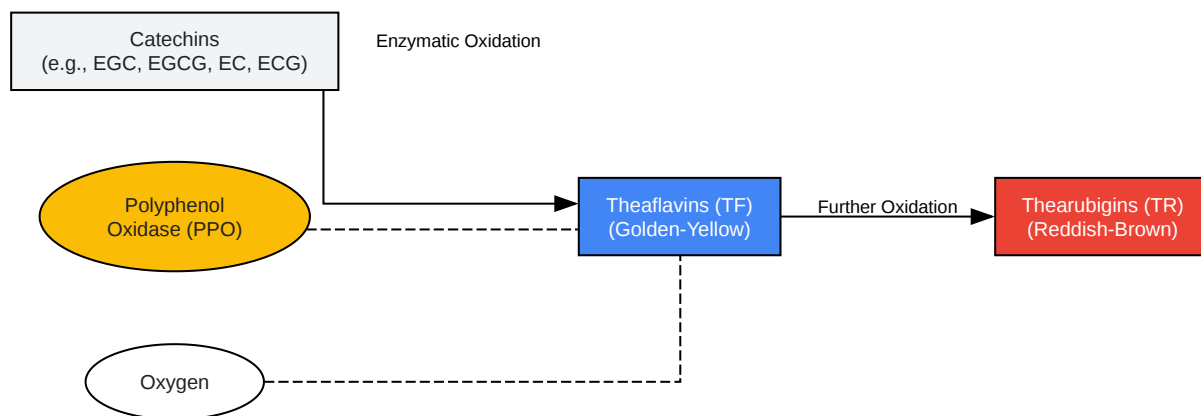 Catechins
(e.g., EGC, EGCG, EC, ECG)
Enzymatic Oxidation
Polyphenol
Oxidase (PPO)
Theaflavins (TF)
(Golden-Yellow)
Further Oxidation
Thearubigins (TR)
(Reddish-Brown)
Oxygen